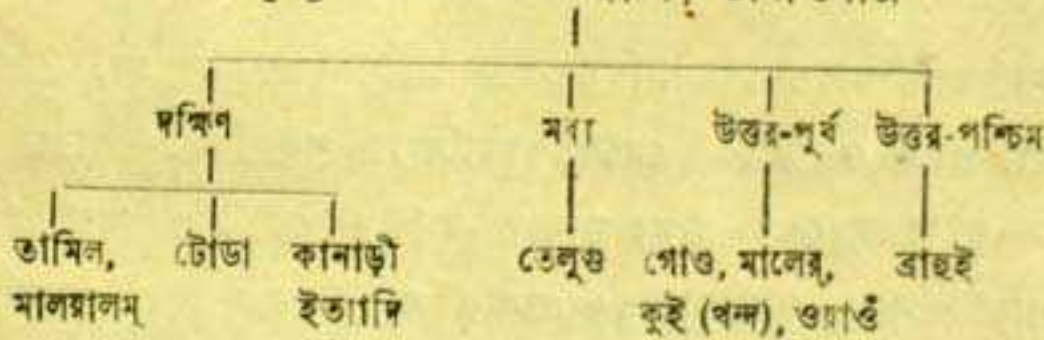 দক্ষিণ মধ্য উত্তর-পূর্ব উত্তর-পশ্চিম
তামিল, টোডা কানাড়ী তেলুগু গোণ্ড, মালের্, ব্রাহুই
মালয়ালম্ ইত্যাদি কুই (খন্দ), ওরাওঁ